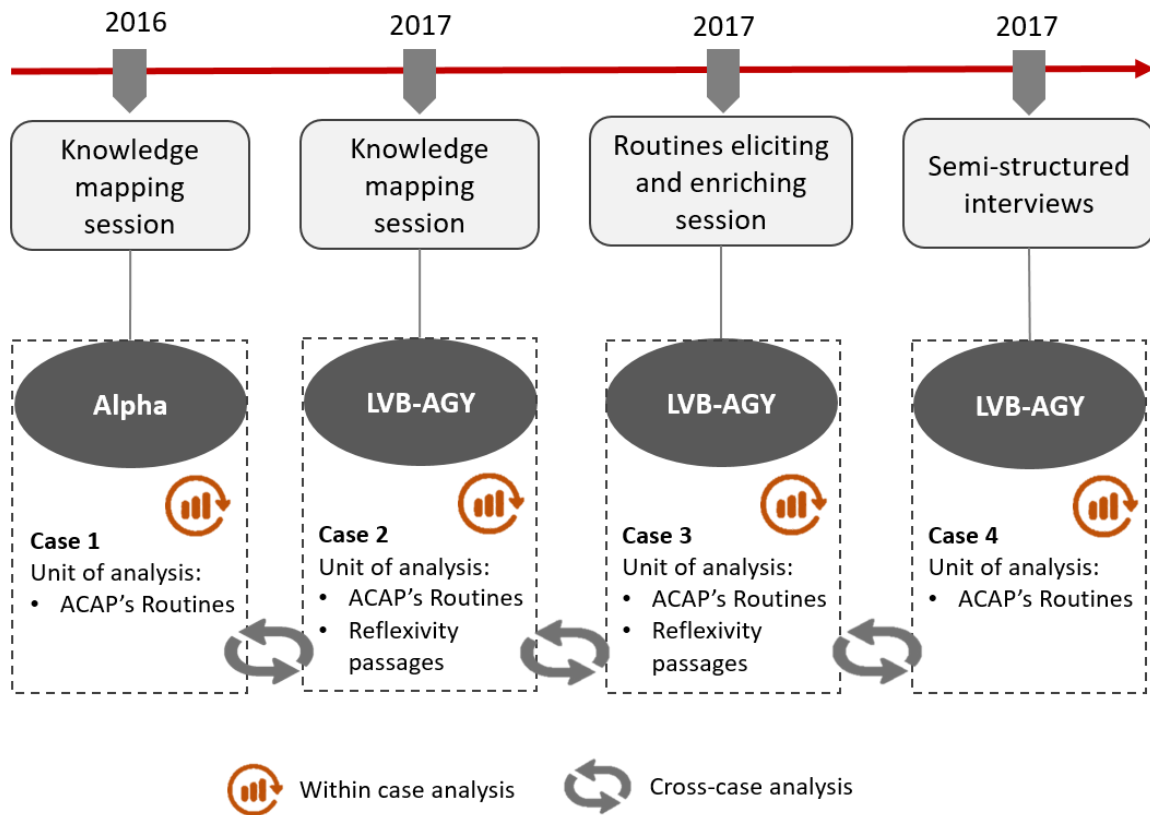 2016
2017
2017
2017
Knowledge
mapping
session
Knowledge
mapping
session
Routines eliciting
and enriching
session
Semi-structured
interviews
Alpha
LVB-AGY
LVB-AGY
LVB-AGY
Case 1
Unit of analysis:
• ACAP’s Routines
Case 2
Unit of analysis:
• ACAP’s Routines
• Reflexivity
passages
Case 3
Unit of analysis:
• ACAP’s Routines
• Reflexivity
passages
Case 4
Unit of analysis:
• ACAP’s Routines
Within case analysis
Cross-case analysis